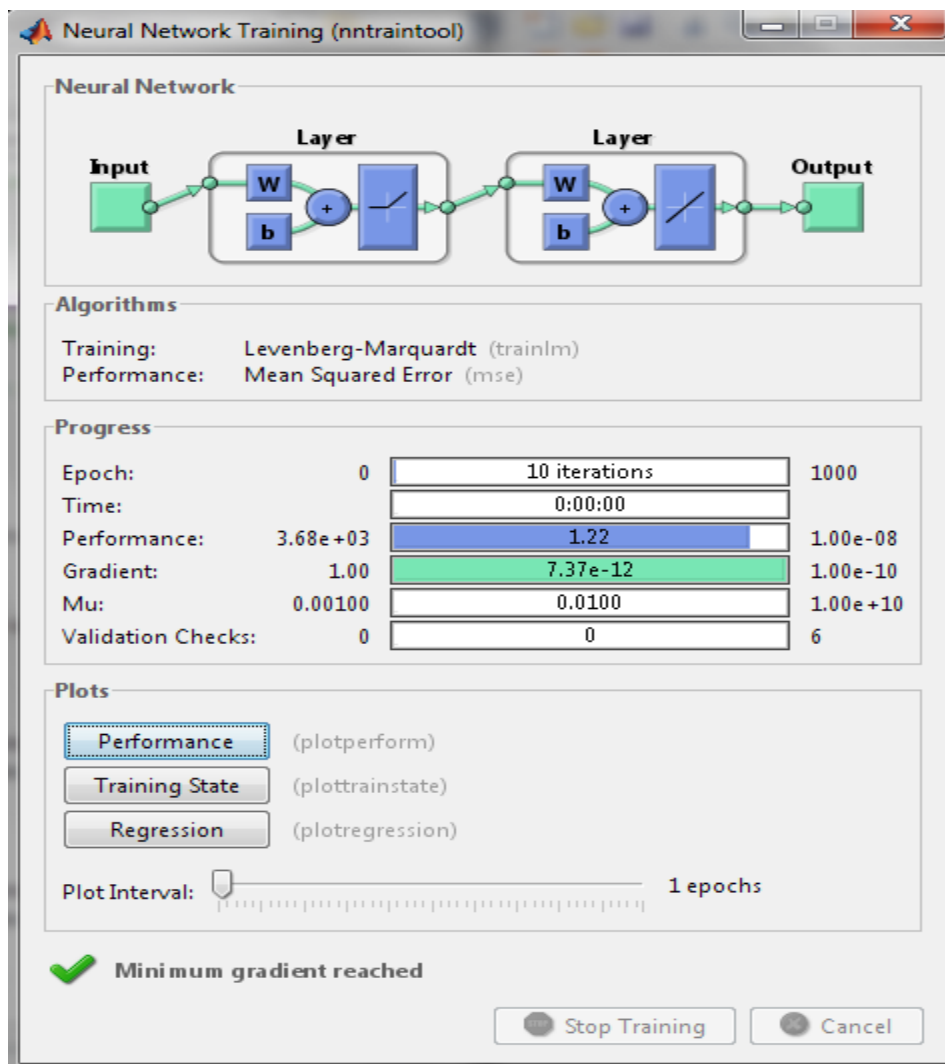 Neural Network Training (nntraintool)
Neural Network
Layer Layer
Input Output
W W
+ +
b b
Algorithms
Training: Levenberg-Marquardt (trainlm)
Performance: Mean Squared Error (mse)
Progress
Epoch: 0 10 iterations 1000
Time: 0:00:00
Performance: 3.68e+03 1.22 1.00e-08
Gradient: 1.00 7.37e-12 1.00e-10
Mu: 0.00100 0.0100 1.00e+10
Validation Checks: 0 0 6
Plots
Performance (plotperform)
Training State (plottrainstate)
Regression (plotregression)
Plot Interval: 1 epochs
Minimum gradient reached
STOP Stop Training Cancel